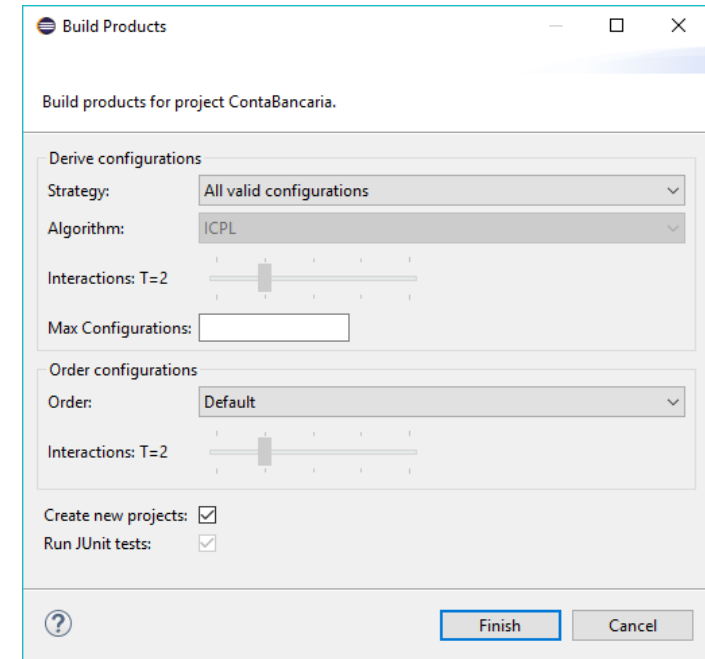 Build Products
Build products for project ContaBancaria.
Derive configurations
Strategy: All valid configurations
Algorithm: ICPL
Interactions: T=2
Max Configurations:
Order configurations
Order: Default
Interactions: T=2
Create new projects:
Run JUnit tests:
? Finish Cancel